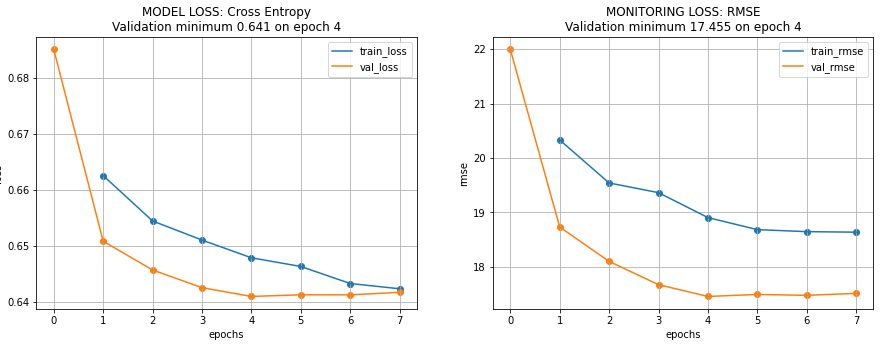 MODEL LOSS: Cross Entropy
Validation minimum 0.641 on epoch 4
train_loss
val_loss
0.68
0.67
0.66
0.65
0.64
0 1 2 3 4 5 6 7
epochs
MONITORING LOSS: RMSE
Validation minimum 17.455 on epoch 4
train_rmse
val_rmse
rmse
22
21
20
19
18
0 1 2 3 4 5 6 7
epochs